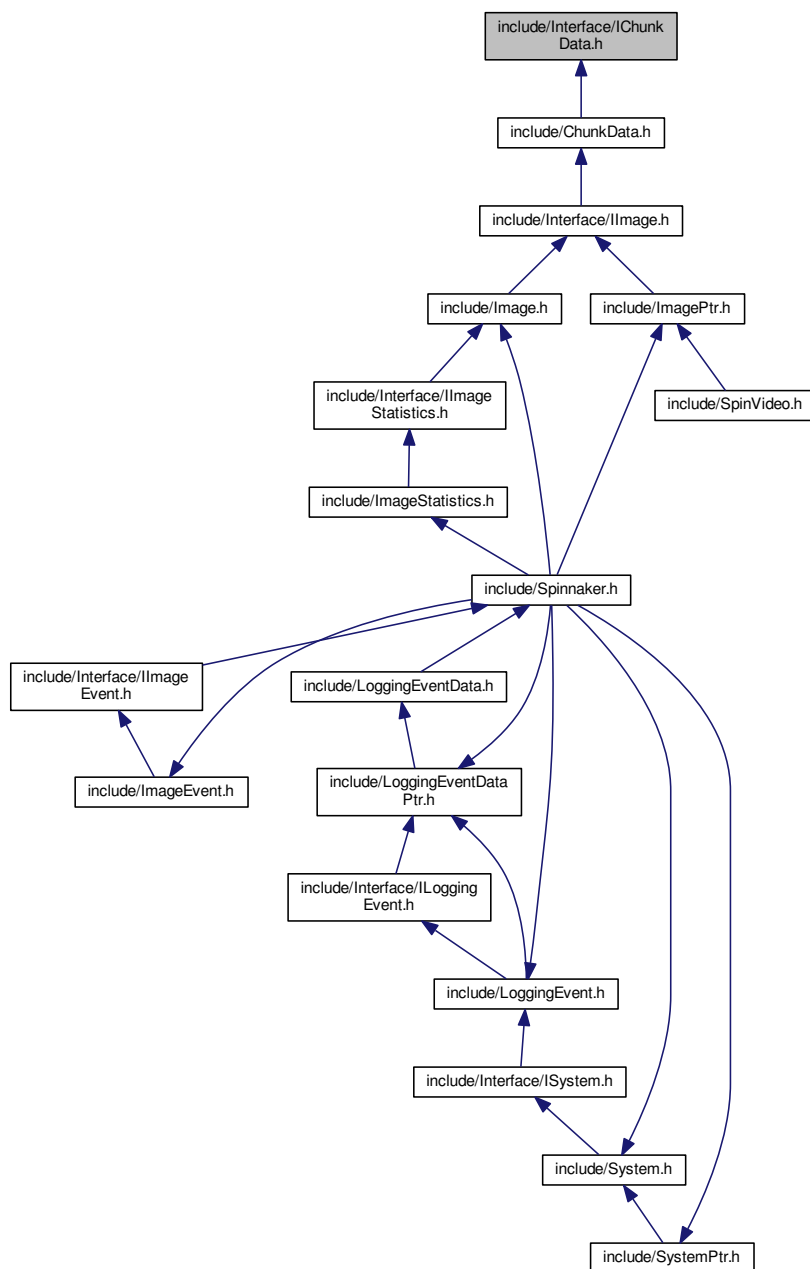 include/Interface/IChunk
Data.h
include/ChunkData.h
include/Interface/IImage.h
include/Image.h
include/ImagePtr.h
include/Interface/IImage
Statistics.h
include/SpinVideo.h
include/ImageStatistics.h
include/Spinnaker.h
include/Interface/IImage
Event.h
include/LoggingEventData.h
include/ImageEvent.h
include/LoggingEventData
Ptr.h
include/Interface/ILogging
Event.h
include/LoggingEvent.h
include/Interface/ISystem.h
include/System.h
include/SystemPtr.h